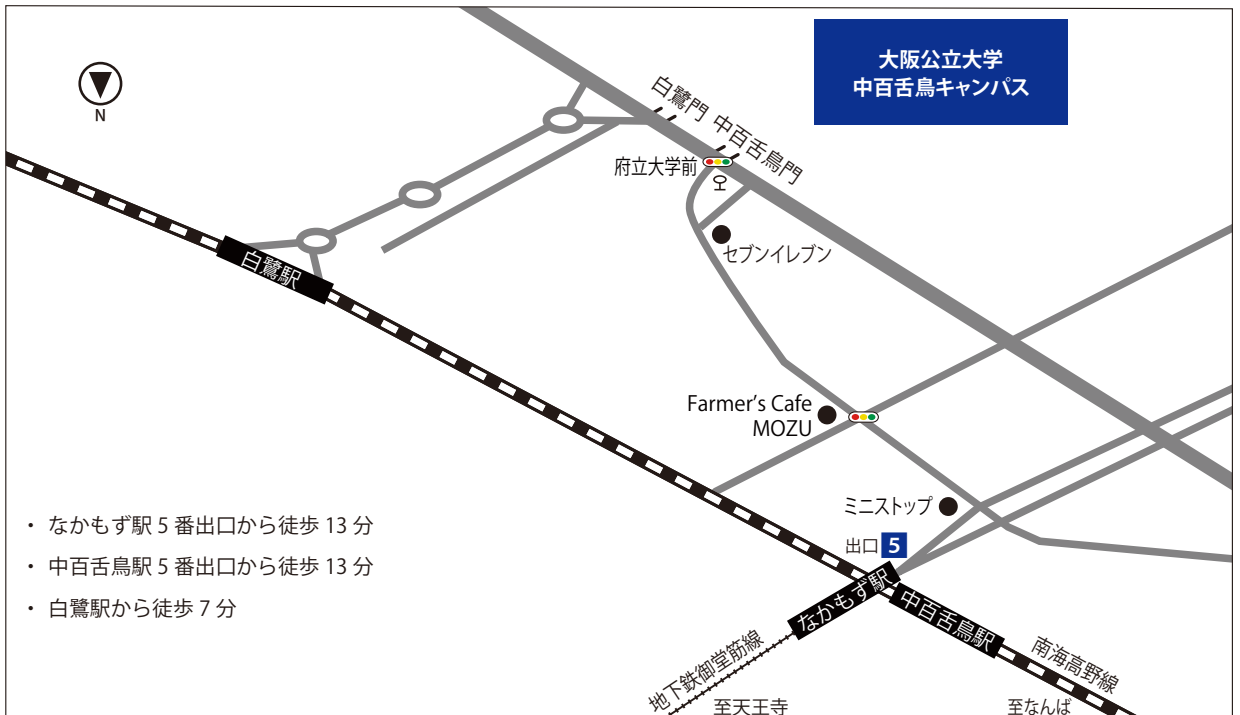 大阪公立大学
中百舌鳥キャンパス
N
白鷺門
中百舌鳥門
府立大学前
セブンイレブン
白鷺駅
Farmer's Cafe
MOZU
ミニストップ
出口 5
なかもず駅
中百舌鳥駅
地下鉄御堂筋線
至天王寺
南海高野線
至なんば
・ なかもず駅 5 番出口から徒歩 13 分
・ 中百舌鳥駅 5 番出口から徒歩 13 分
・ 白鷺駅から徒歩 7 分